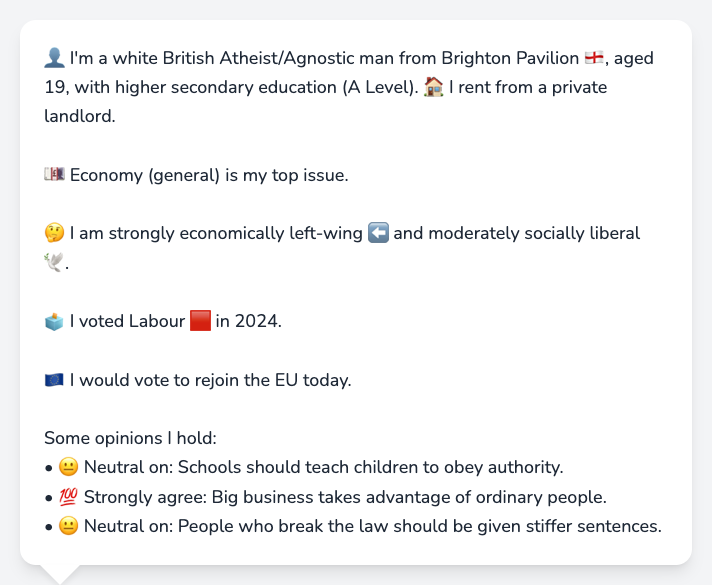 👤 I'm a white British Atheist/Agnostic man from Brighton Pavilion 🏴󠁧󠁢󠁥󠁮󠁧󠁿, aged
19, with higher secondary education (A Level). 🏠 I rent from a private
landlord.
💷 Economy (general) is my top issue.
🤔 I am strongly economically left-wing ⬅️ and moderately socially liberal
🕊️.
🗳️ I voted Labour 🟥 in 2024.
🇪🇺 I would vote to rejoin the EU today.
Some opinions I hold:
• 😐 Neutral on: Schools should teach children to obey authority.
• 💯 Strongly agree: Big business takes advantage of ordinary people.
• 😐 Neutral on: People who break the law should be given stiffer sentences.